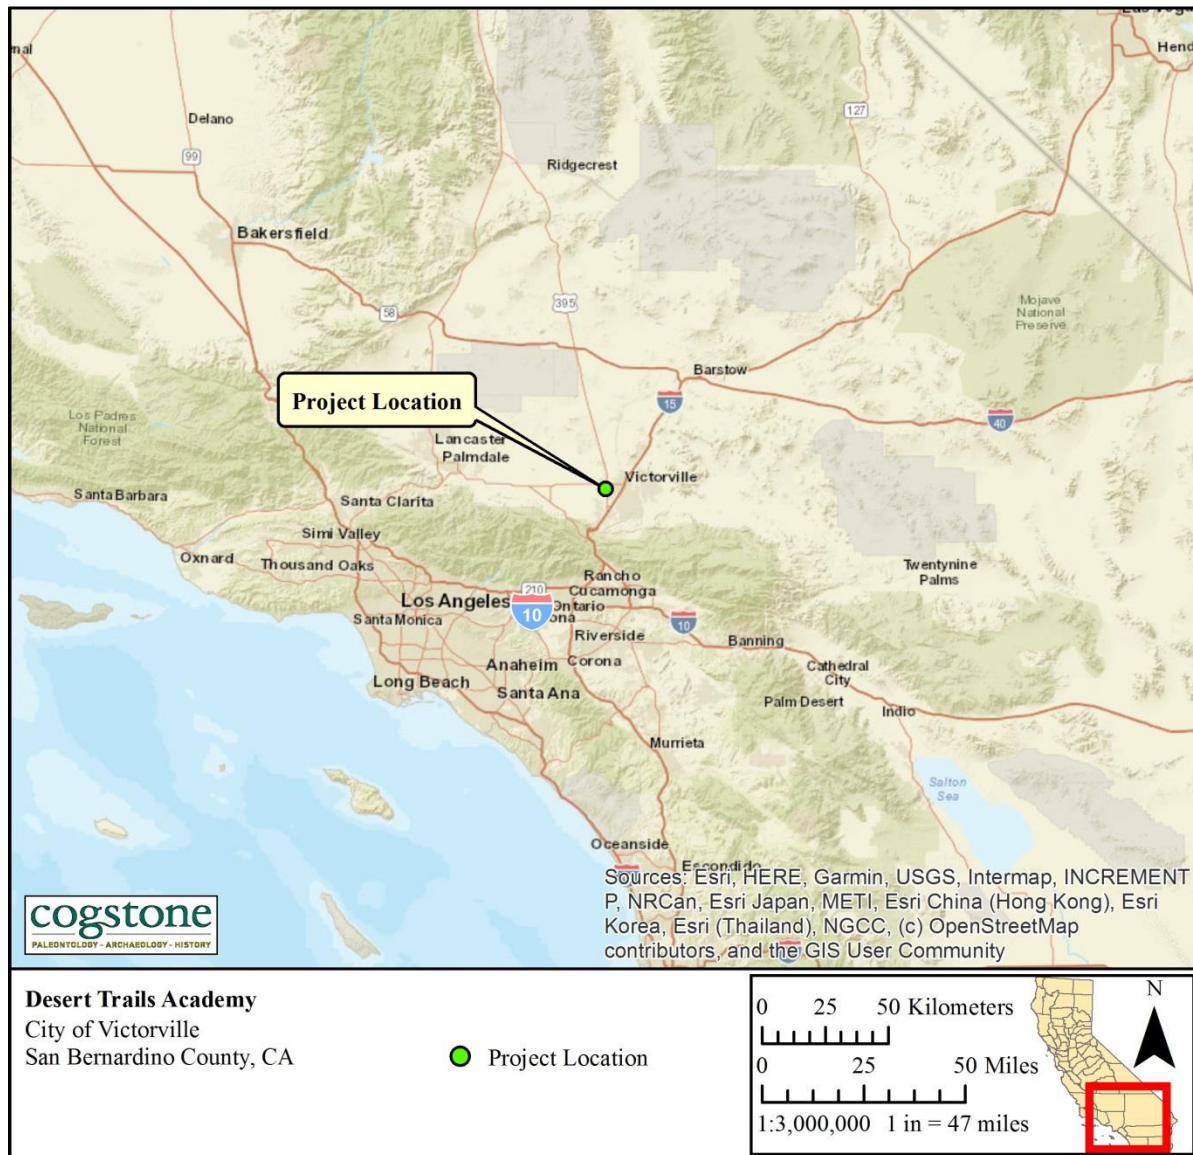 Las Vega
Hend
nal
Delano
127
99
Ridgecrest
Bakersfield
395
58
Mojave
National
Preserve
Barstow
15
40
Project Location
Los Padres
National
Forest
Lancaster
Palmdale
Victorville
Santa Barbara
Santa Clarita
Simi Valley
Oxnard
Thousand Oaks
Twentynine
Palms
Rancho
Cucamonga
210
Los Angeles
10
Ontario
ona
Santa Monica
10
Riverside
Banning
Anaheim
Corona
Cathedral
City
Long Beach
Santa Ana
Palm Desert
Indio
Murrieta
Salton
Sea
Oceanside
Escondido
Sources: Esri, HERE, Garmin, USGS, Intermap, INCREMENT
P, NRCan, Esri Japan, METI, Esri China (Hong Kong), Esri
Korea, Esri (Thailand), NGCC, (c) OpenStreetMap
contributors, and the GIS User Community
cogstone
PALEONTOLOGY - ARCHAEOLOGY - HISTORY
Desert Trails Academy
City of Victorville
San Bernardino County, CA
Project Location
0 25 50 Kilometers
0 25 50 Miles
1:3,000,000 1 in = 47 miles
N